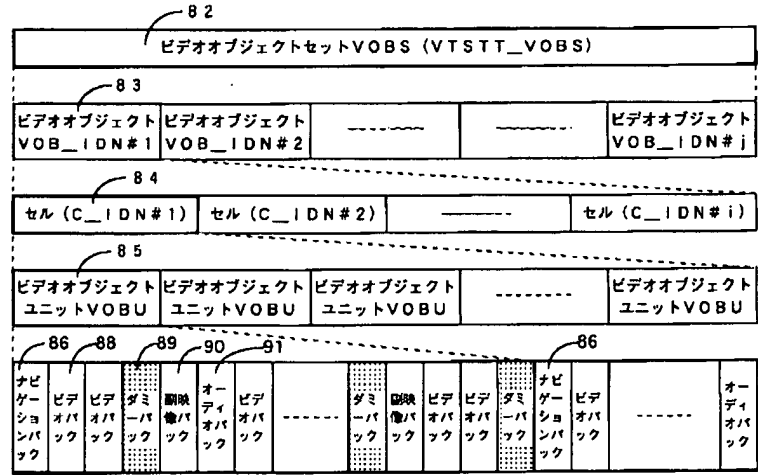 82
ビデオオブジェクトセットVOBS (VTSTT_VOBS)
83
ビデオオブジェクト
VOB_IDN#1
ビデオオブジェクト
VOB_IDN#2
ビデオオブジェクト
VOB_IDN#j
84
セル (C_IDN#1)
セル (C_IDN#2)
セル (C_IDN#i)
85
ビデオオブジェクト
ユニットVOBU
ビデオオブジェクト
ユニットVOBU
ビデオオブジェクト
ユニットVOBU
ビデオオブジェクト
ユニットVOBU
86
88
89
90
91
86
ナビゲーションパック
ビデオパック
ビデオパック
ダミーパック
副映像パック
オーディオパック
ビデオパック
ダミーパック
副映像パック
ビデオパック
ビデオパック
ダミーパック
ナビゲーションパック
ビデオパック
オーディオパック